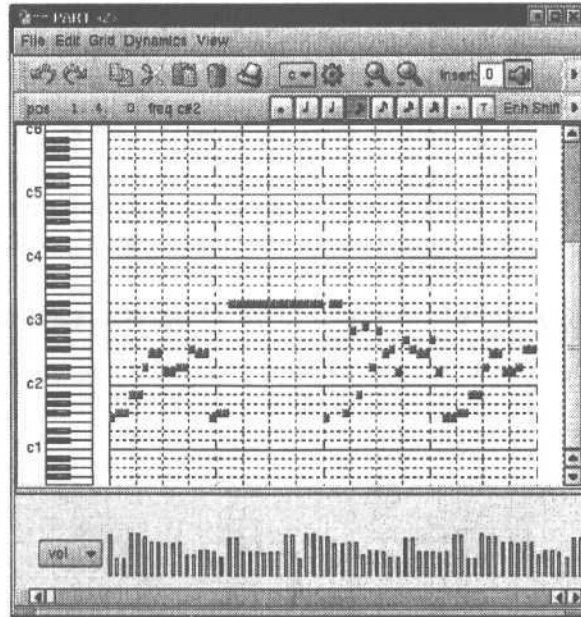 PART <2>
File Edit Grid Dynamics View
c Insert: 0
pos 1. 4. 0 freq c#2 T Enh Shift
c6
c5
c4
c3
c2
c1
vol